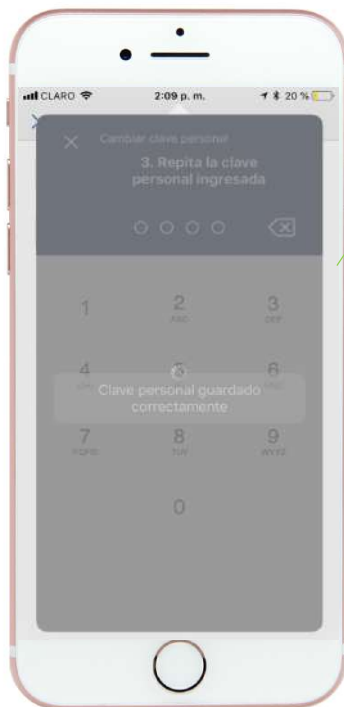 CLARO 2:09 p. m. 20 %
Cambiar clave personal
3. Repita la clave
personal ingresada
1 2 3
ABC DEF
4 5 6
Clave personal guardado
correctamente
7 8 9
PQRS TUV WXYZ
0